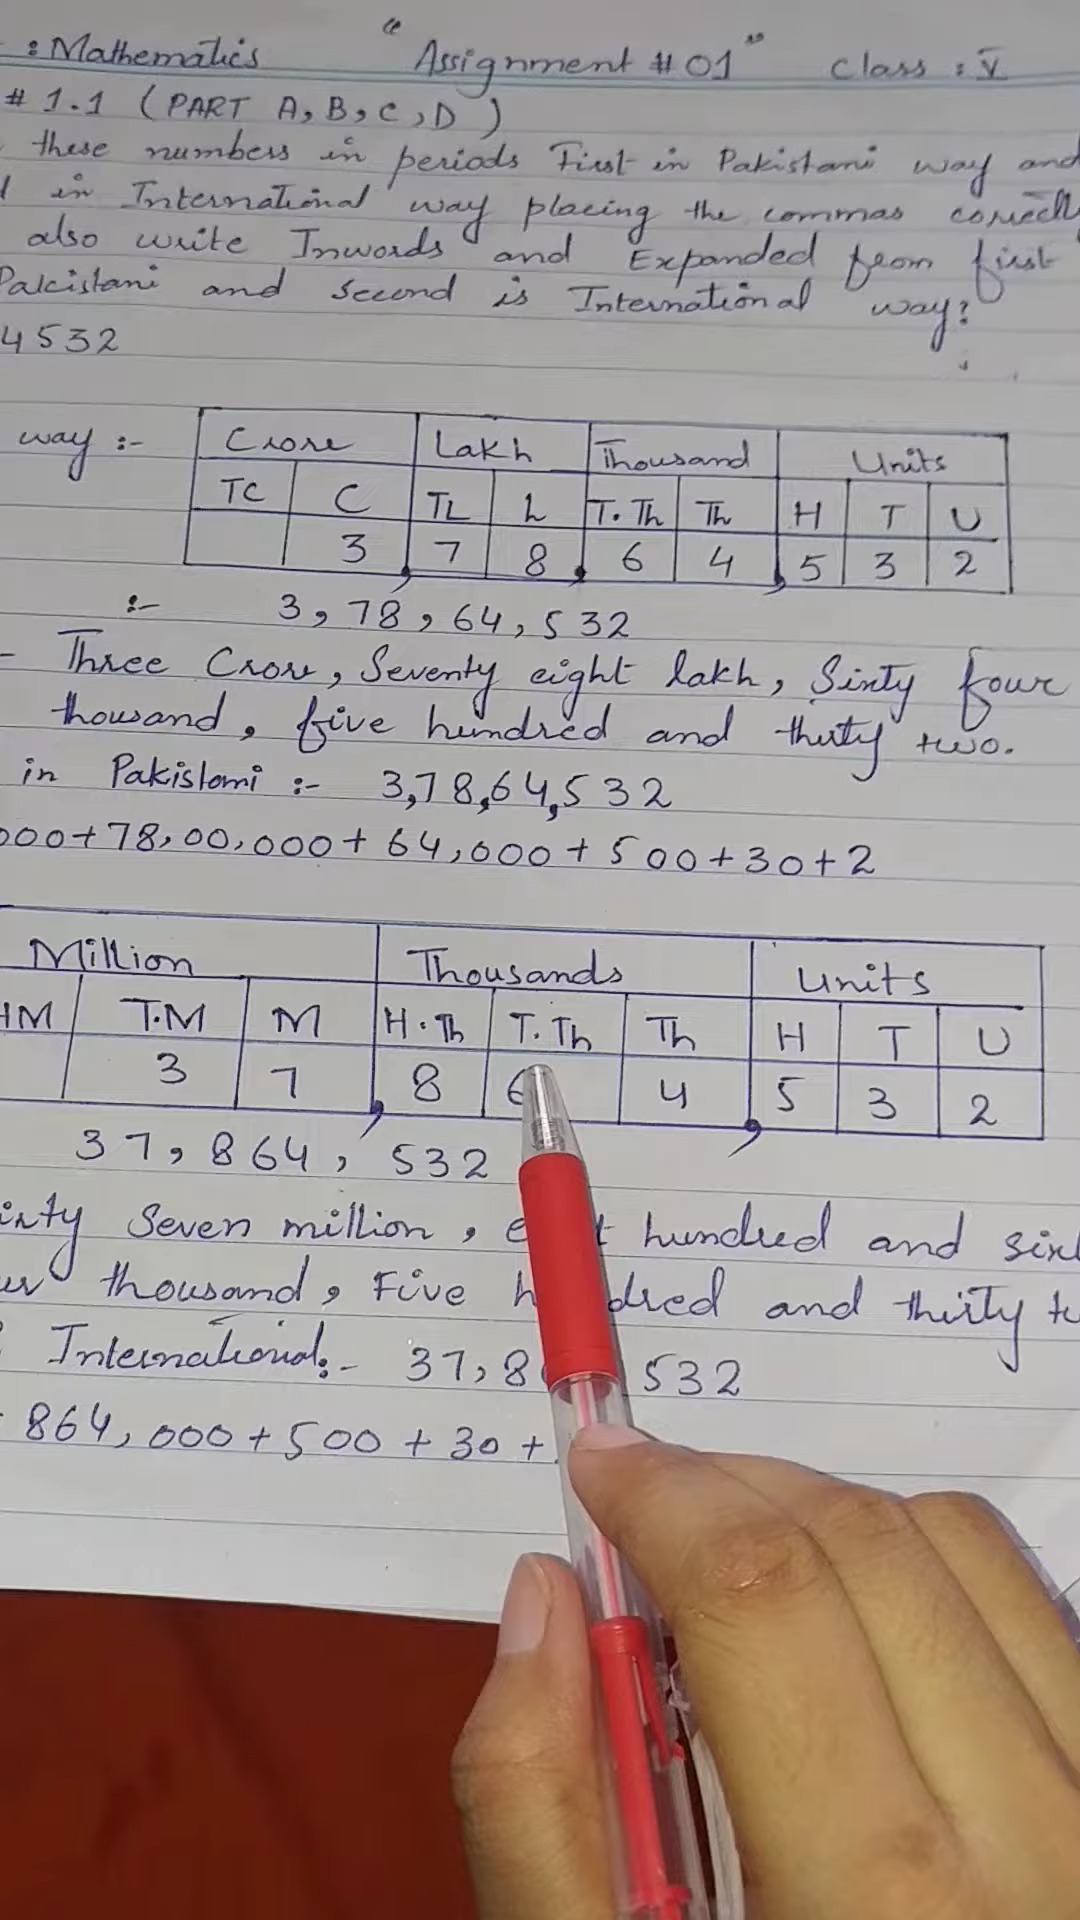 : Mathematics " Assignment # 01 " Class : V
# 1.1 (PART A, B, C, D)
these numbers in periods First in Pakistani way and
in International way placing the commas correctly
also write Inwords and Expanded from first
Pakistani and second is International way?
4532
way :-
Crore Lakh Thousand Units
TC C TL L T.Th Th H T U
3 , 7 8 , 6 4 , 5 3 2
:- 3, 78, 64, 532
- Three Crore, Seventy eight lakh, Sixty four
thousand, five hundred and thirty two.
in Pakistani :- 3,78,64,532
000+78,00,000+64,000+500+30+2
Million Thousands Units
HM T.M M H.Th T.Th Th H T U
3 7 , 8 6 4 , 5 3 2
37, 864, 532
Seven million, hundred and
thousand, Five and thirty
International:- 37,8 532
864,000+500+30+